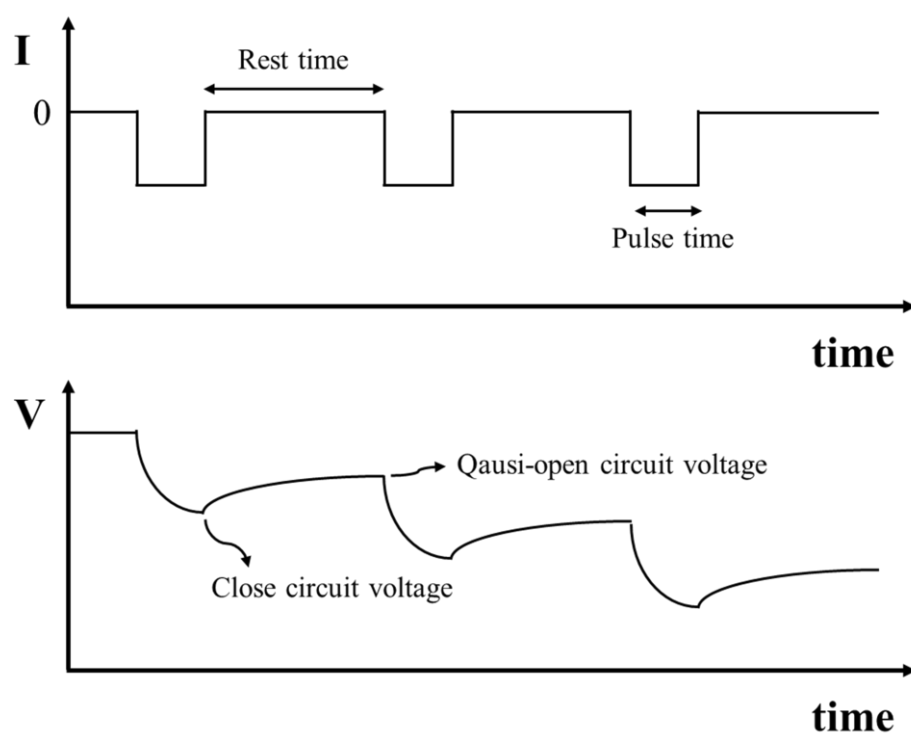 I
Rest time
0
Pulse time
time
V
Qausi-open circuit voltage
Close circuit voltage
time